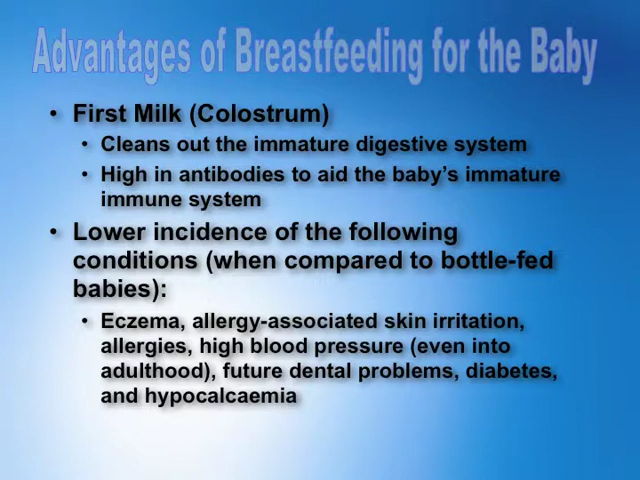 Advantages of Breastfeeding for the Baby
• First Milk (Colostrum)
• Cleans out the immature digestive system
• High in antibodies to aid the baby's immature
immune system
• Lower incidence of the following
conditions (when compared to bottle-fed
babies):
• Eczema, allergy-associated skin irritation,
allergies, high blood pressure (even into
adulthood), future dental problems, diabetes,
and hypocalcaemia